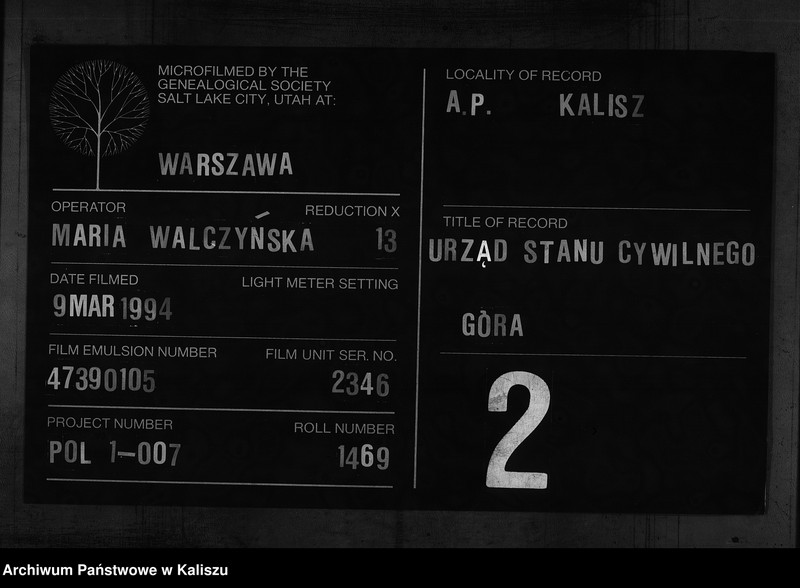 MICROFILMED BY THE
GENEALOGICAL SOCIETY
SALT LAKE CITY, UTAH AT:
WARSZAWA
OPERATOR REDUCTION X
MARIA WALCZYŃSKA 13
DATE FILMED LIGHT METER SETTING
9 MAR 1994
FILM EMULSION NUMBER FILM UNIT SER. NO.
47390105 2346
PROJECT NUMBER ROLL NUMBER
POL 1-007 1469
LOCALITY OF RECORD
A.P. KALISZ
TITLE OF RECORD
URZĄD STANU CYWILNEGO
GÓRA
2
Archiwum Państwowe w Kaliszu